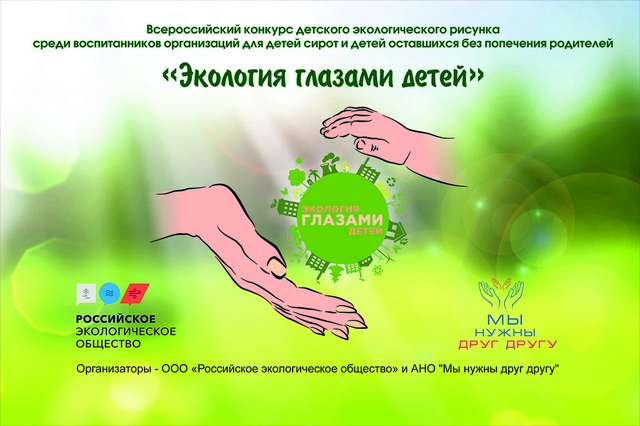 Всероссийский конкурс детского экологического рисунка
среди воспитанников организаций для детей сирот и детей оставшихся без попечения родителей
«Экология глазами детей»
ЭКОЛОГИЯ
ГЛАЗАМИ
ДЕТЕЙ
РОССИЙСКОЕ
ЭКОЛОГИЧЕСКОЕ
ОБЩЕСТВО
МЫ
НУЖНЫ
ДРУГ ДРУГУ
Организаторы - ООО «Российское экологическое общество» и АНО "Мы нужны друг другу"